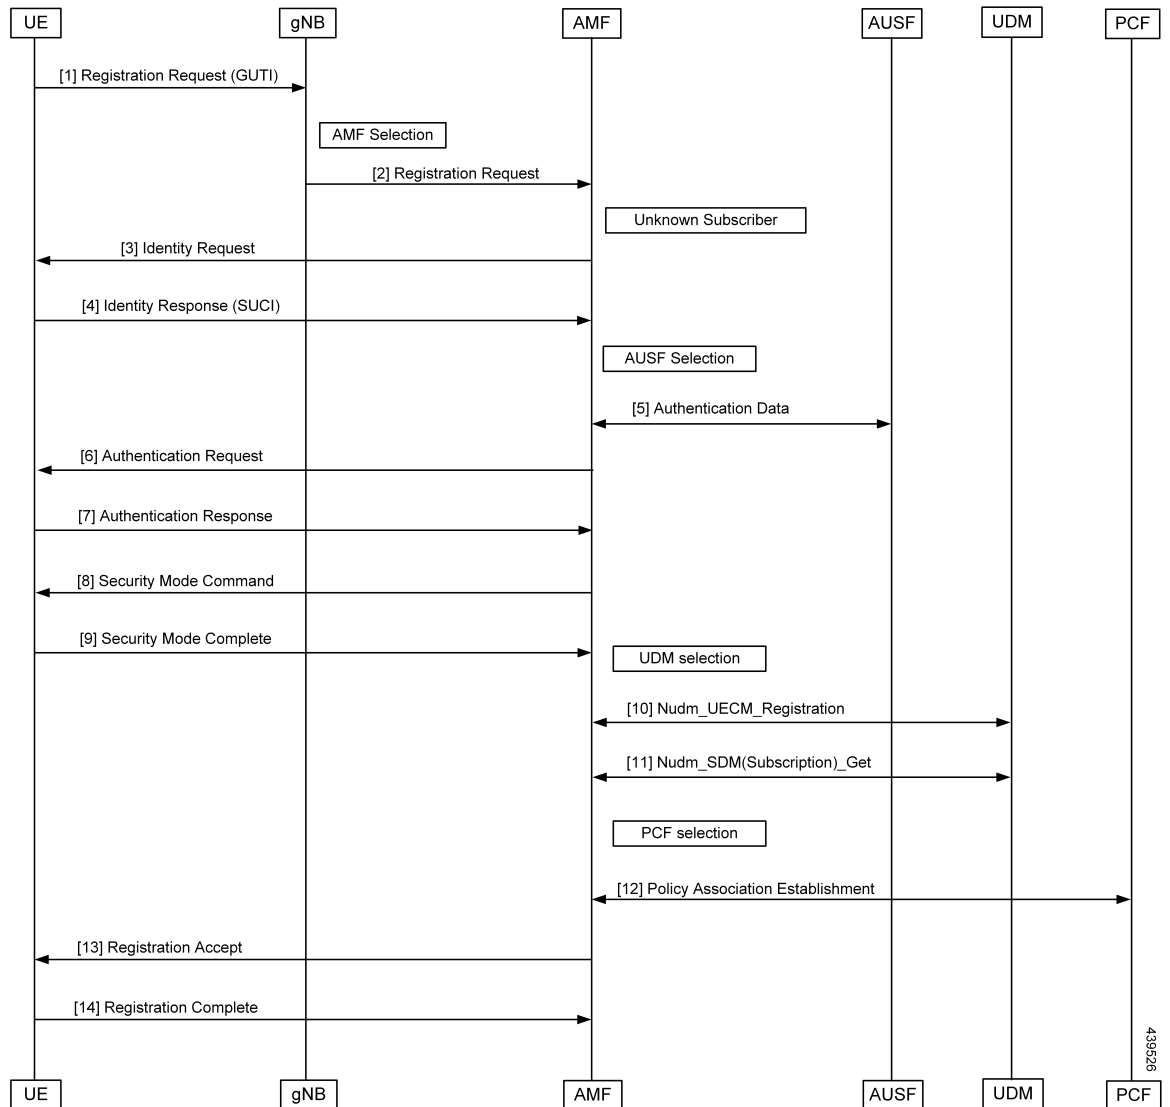 UE
gNB
AMF
AUSF
UDM
PCF
[1] Registration Request (GUTI)
AMF Selection
[2] Registration Request
Unknown Subscriber
[3] Identity Request
[4] Identity Response (SUCI)
AUSF Selection
[5] Authentication Data
[6] Authentication Request
[7] Authentication Response
[8] Security Mode Command
[9] Security Mode Complete
UDM selection
[10] Nudm_UECM_Registration
[11] Nudm_SDM(Subscription)_Get
PCF selection
[12] Policy Association Establishment
[13] Registration Accept
[14] Registration Complete
439526
UE
gNB
AMF
AUSF
UDM
PCF